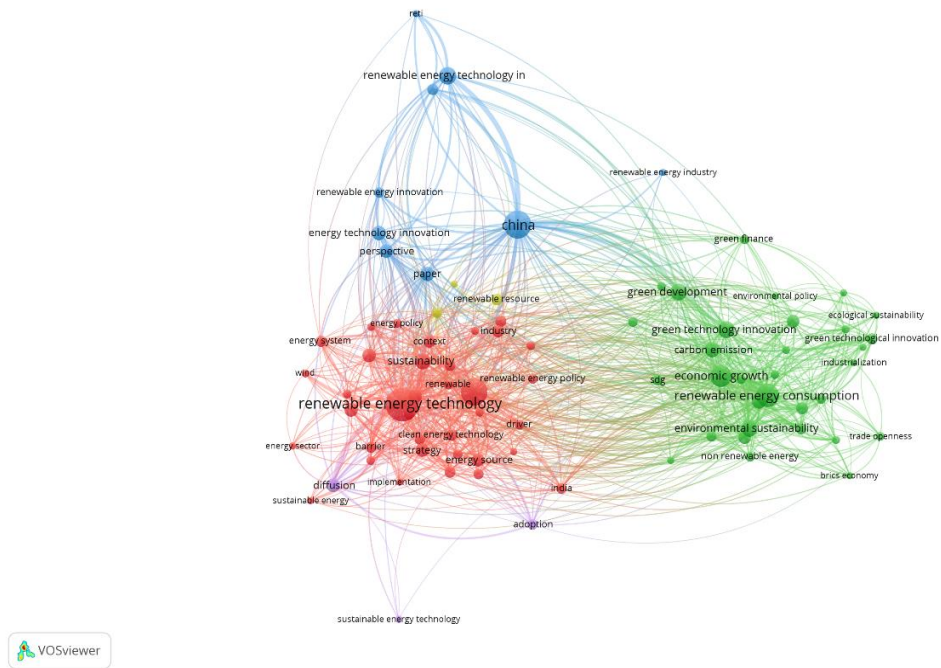 reti
renewable energy technology in
renewable energy industry
renewable energy innovation
china
energy technology innovation
green finance
perspective
paper
green development
environmental policy
renewable resource
ecological sustainability
energy policy
industry
green technology innovation
energy system
context
green technological innovation
carbon emission
sustainability
industrialization
wind
renewable
renewable energy policy
sdg
economic growth
renewable energy technology
renewable energy consumption
driver
environmental sustainability
clean energy technology
trade openness
energy sector
barrier
strategy
non renewable energy
energy source
brics economy
implementation
diffusion
india
sustainable energy
adoption
sustainable energy technology
VOSviewer